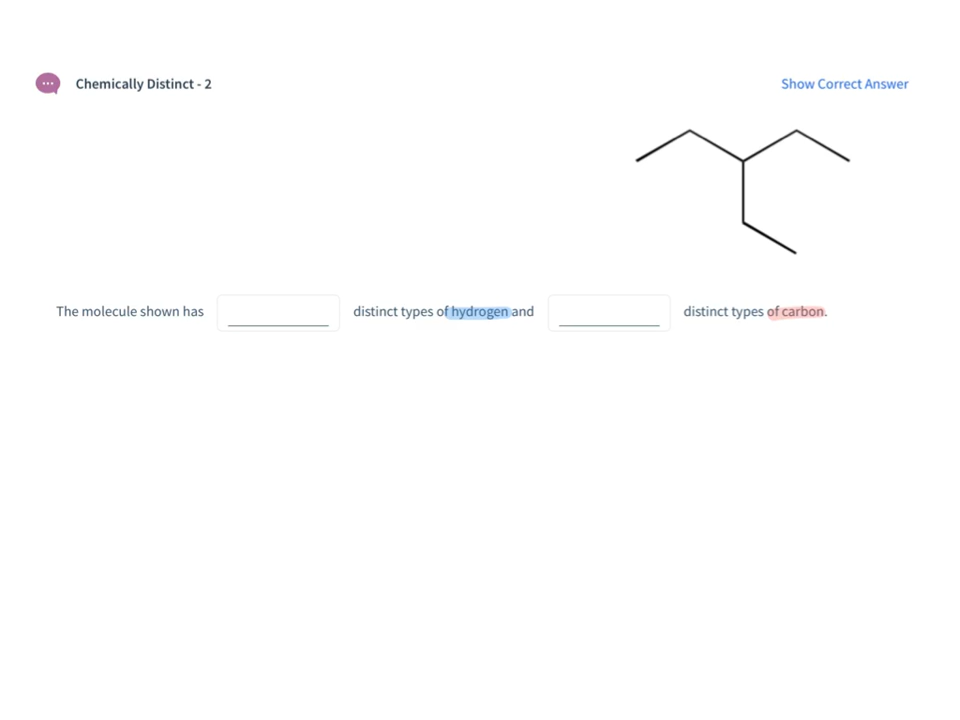 Chemically Distinct - 2
Show Correct Answer
The molecule shown has distinct types of hydrogen and distinct types of carbon.